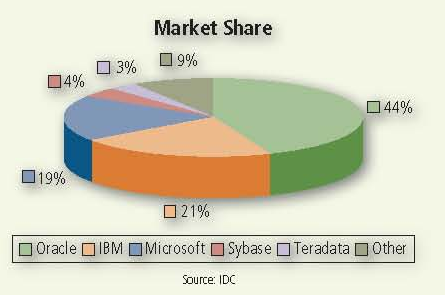 Market Share
9%
3%
4%
44%
19%
21%
Oracle IBM Microsoft Sybase Teradata Other
Source: IDC